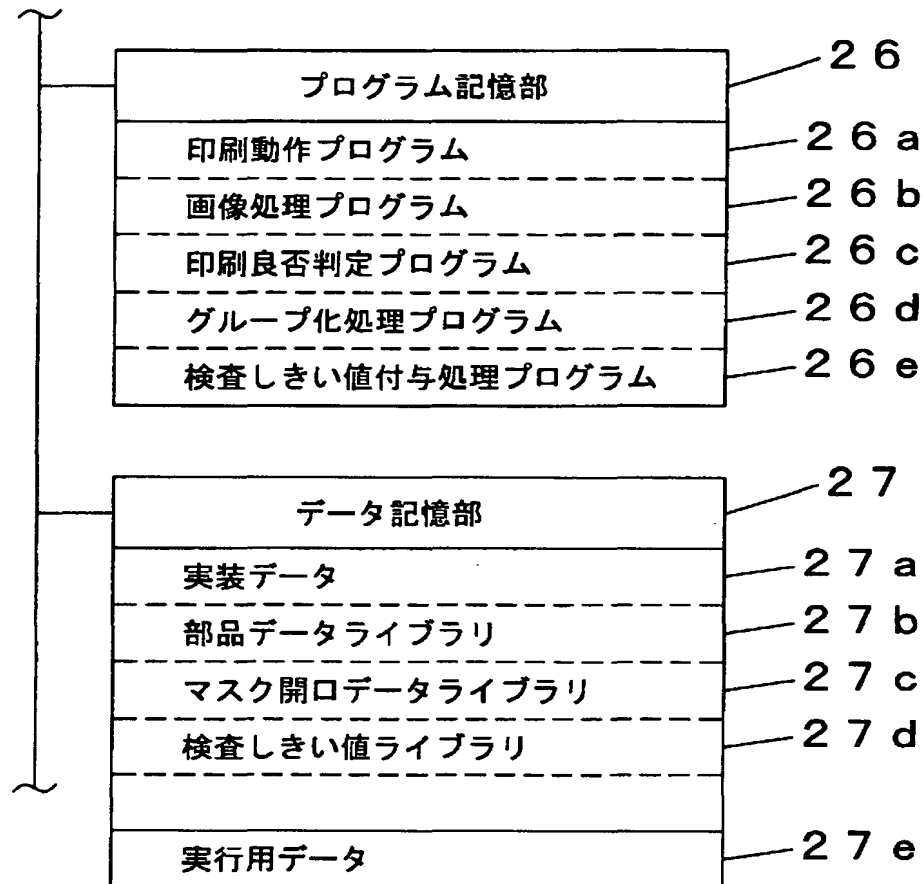 プログラム記憶部 26
印刷動作プログラム 26a
画像処理プログラム 26b
印刷良否判定プログラム 26c
グループ化処理プログラム 26d
検査しきい値付与処理プログラム 26e
データ記憶部 27
実装データ 27a
部品データライブラリ 27b
マスク開口データライブラリ 27c
検査しきい値ライブラリ 27d
実行用データ 27e